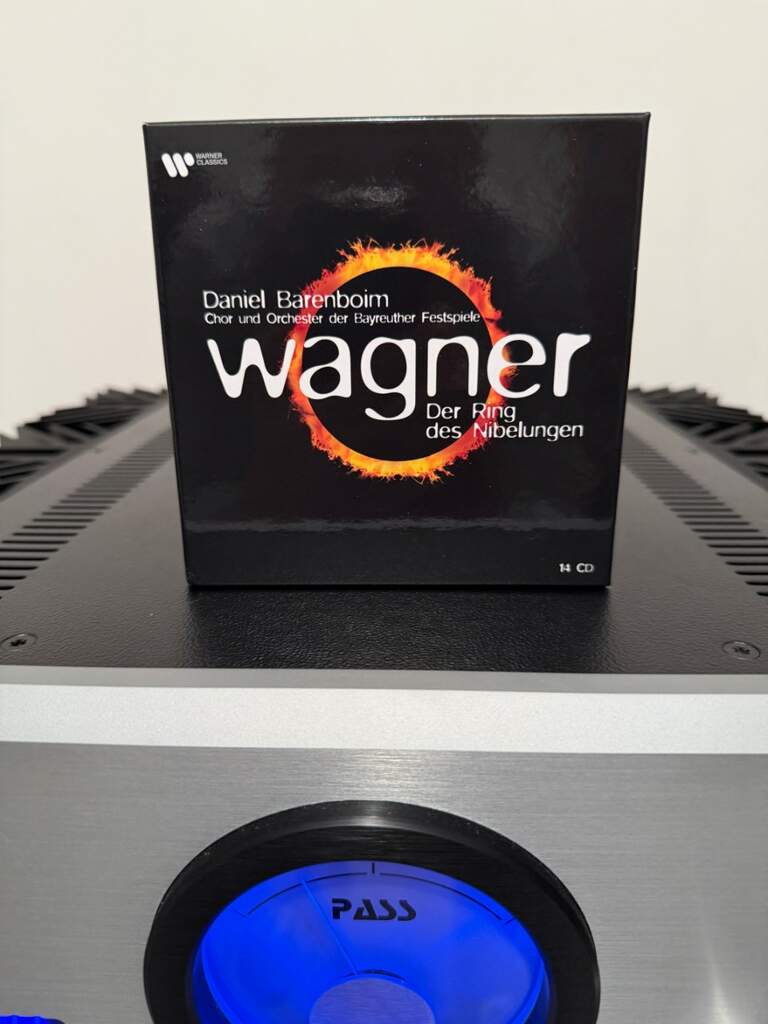 WARNER
CLASSICS
Daniel Barenboim
Chor und Orchester der Bayreuther Festspiele
wagner
Der Ring
des Nibelungen
14 CD
PASS